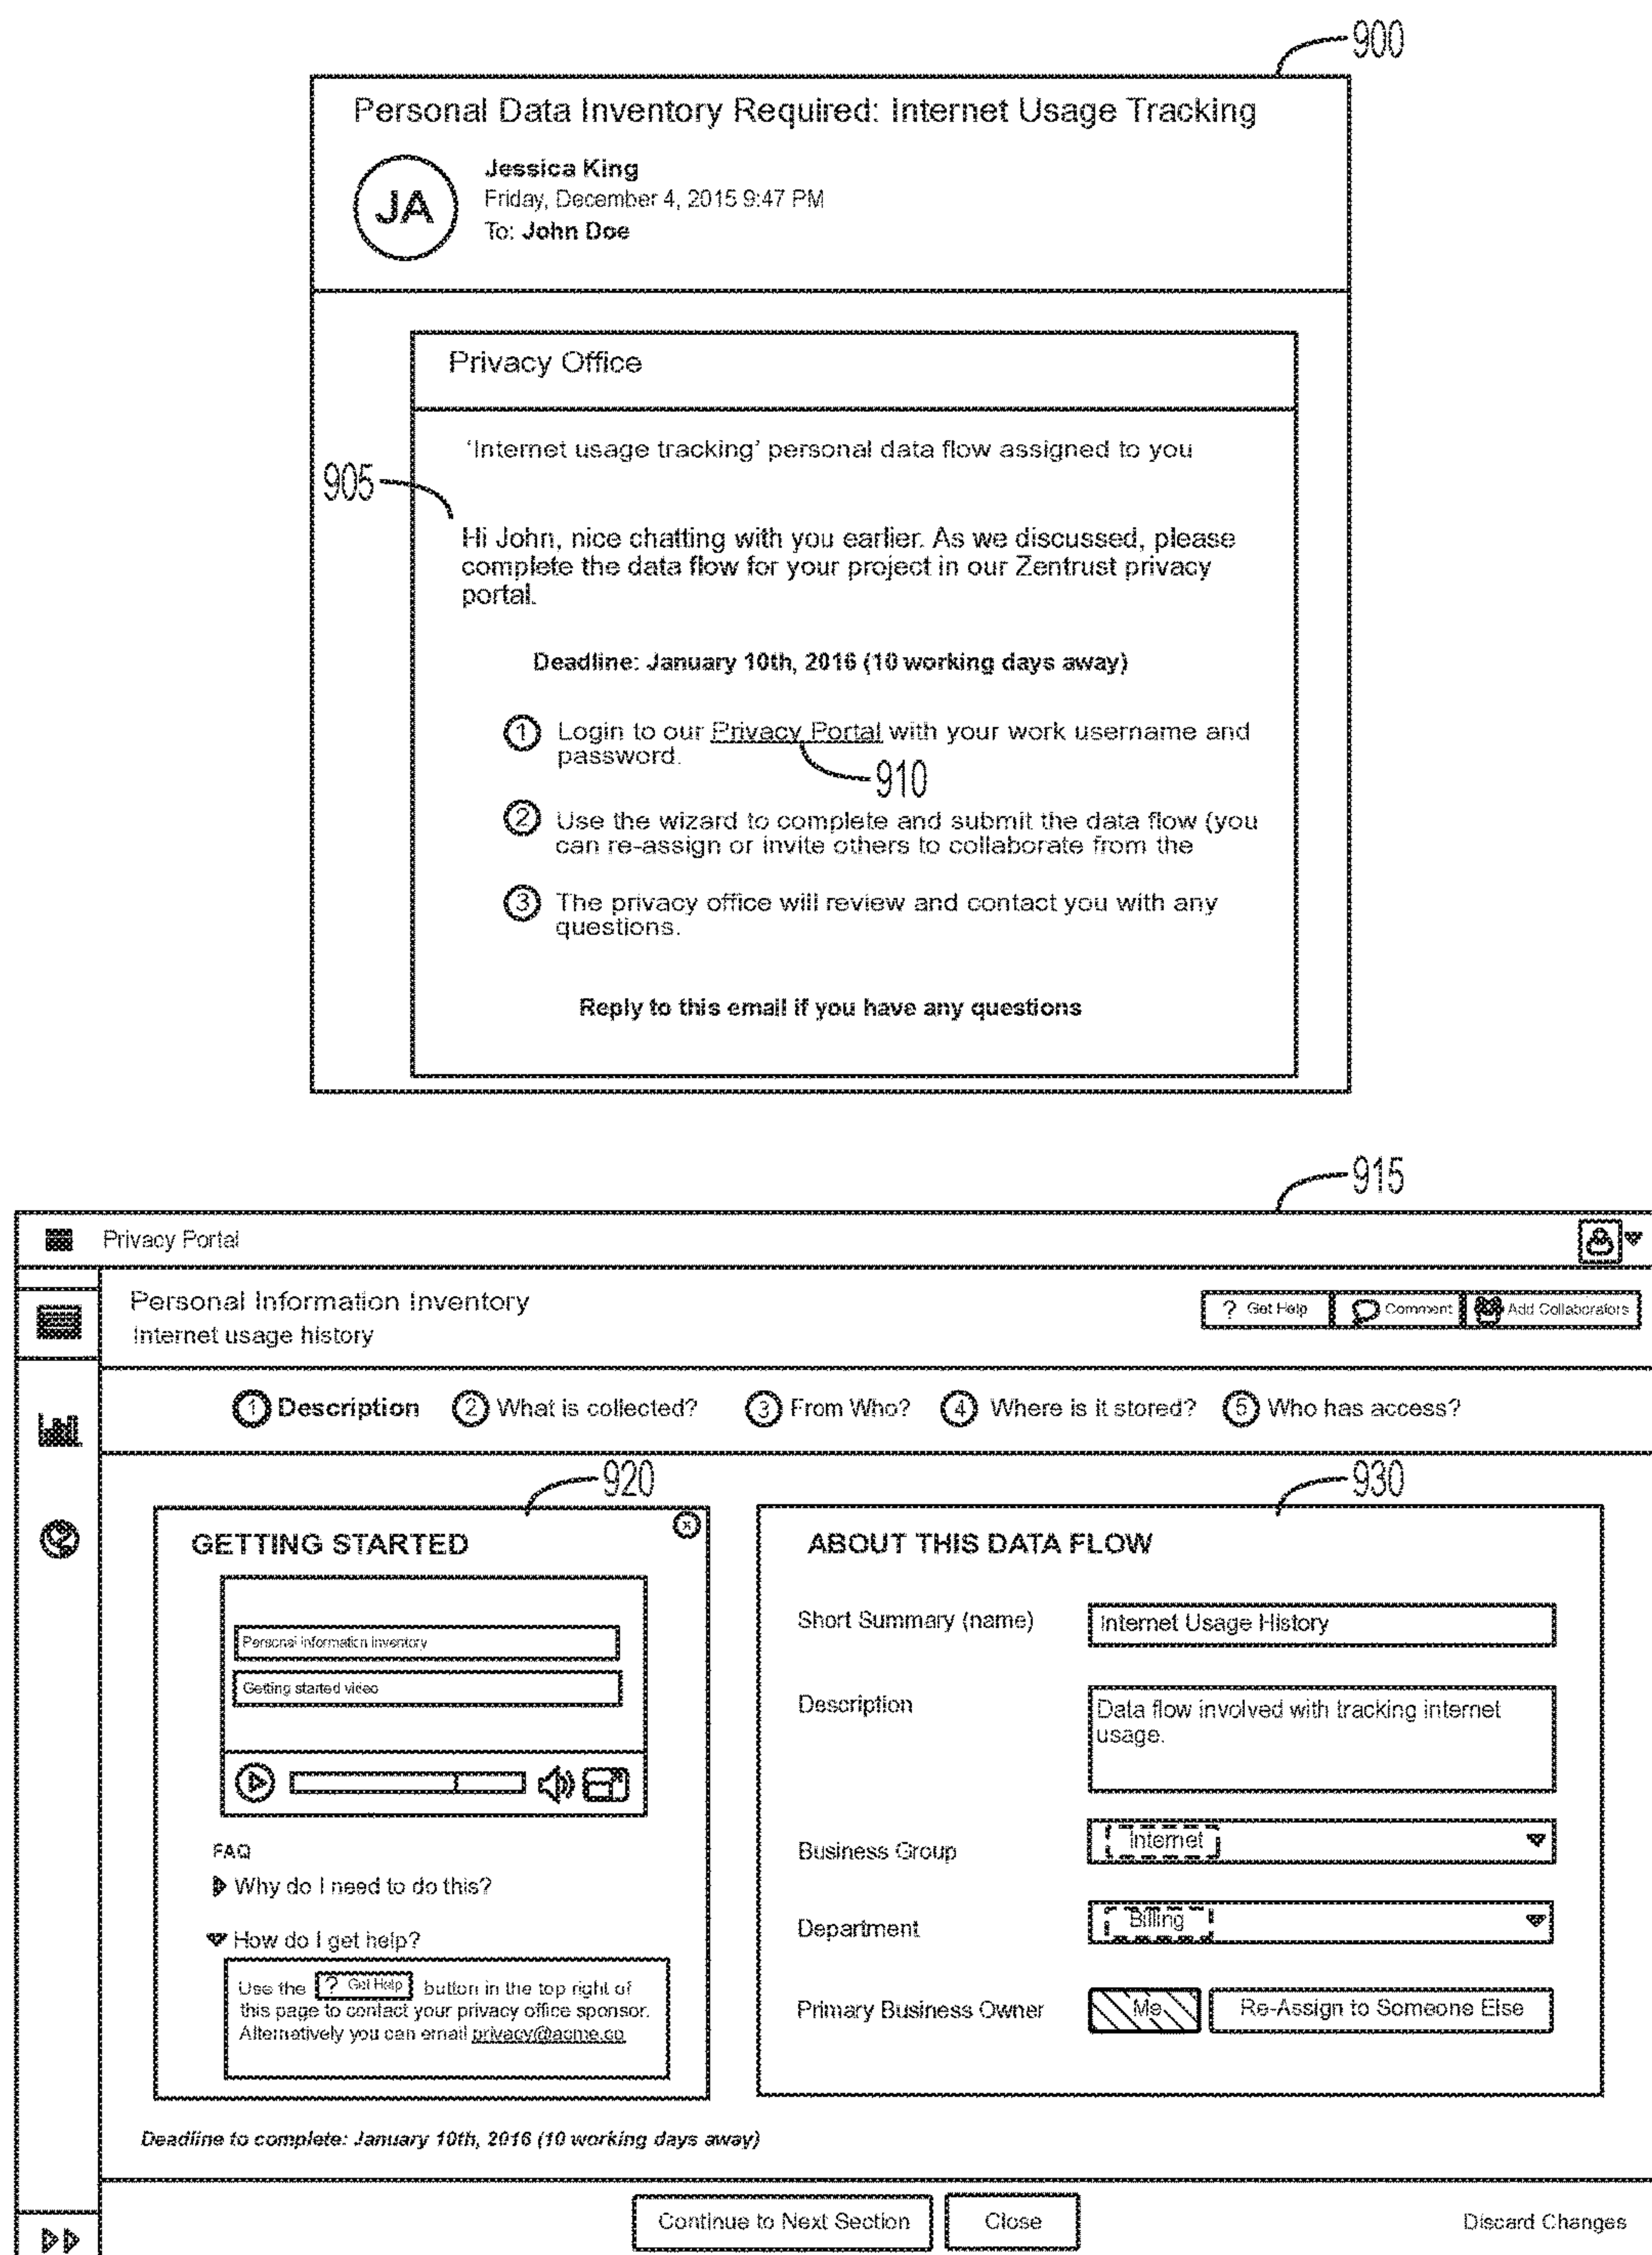 900
Personal Data Inventory Required: Internet Usage Tracking
JA
Jessica King
Friday, December 4, 2015 9:47 PM
To: John Doe
Privacy Office
'Internet usage tracking' personal data flow assigned to you
905
Hi John, nice chatting with you earlier. As we discussed, please
complete the data flow for your project in our Zentrust privacy
portal.
Deadline: January 10th, 2016 (10 working days away)
1 Login to our Privacy Portal with your work username and
password.
910
2 Use the wizard to complete and submit the data flow (you
can re-assign or invite others to collaborate from the
3 The privacy office will review and contact you with any
questions.
Reply to this email if you have any questions
915
Privacy Portal
Personal Information Inventory
Internet usage history
? Get Help Comment Add Collaborators
1 Description 2 What is collected? 3 From Who? 4 Where is it stored? 5 Who has access?
920
GETTING STARTED
x
Personal information inventory
Getting started video
FAQ
Why do I need to do this?
How do I get help?
Use the ? Get Help button in the top right of
this page to contact your privacy office sponsor.
Alternatively you can email privacy@acme.co
930
ABOUT THIS DATA FLOW
Short Summary (name) Internet Usage History
Description Data flow involved with tracking internet
usage.
Business Group Internet
Department Billing
Primary Business Owner Me Re-Assign to Someone Else
Deadline to complete: January 10th, 2016 (10 working days away)
Continue to Next Section Close Discard Changes